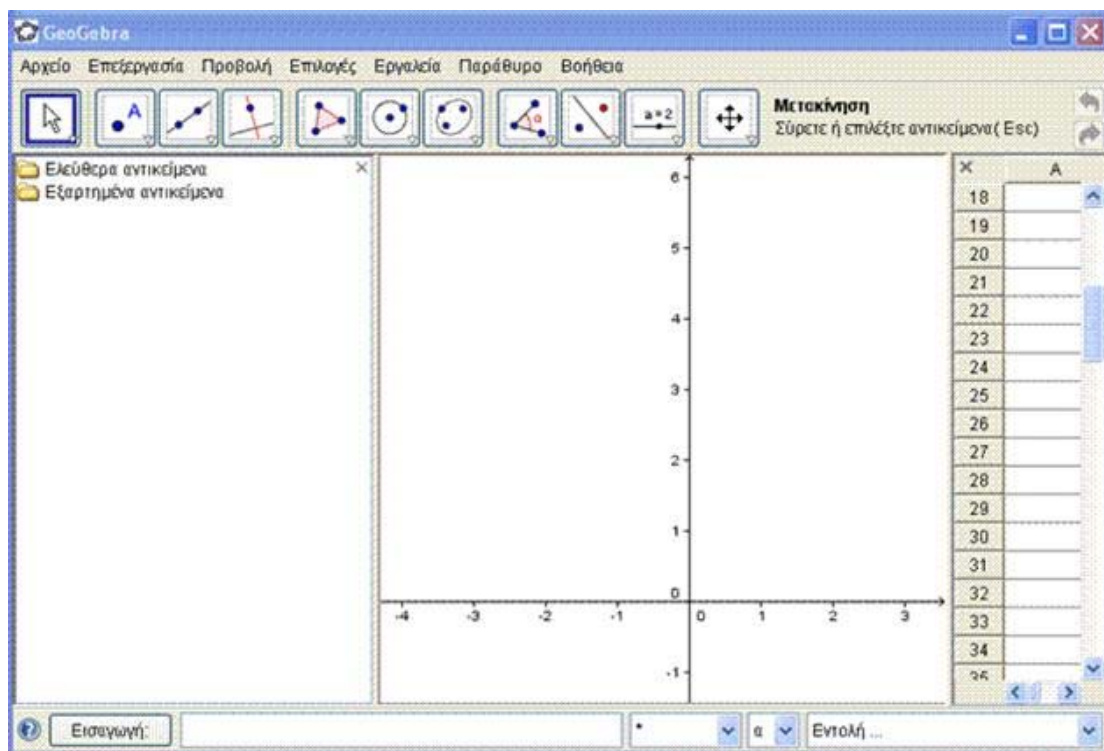 GeoGebra
Αρχείο Επεξεργασία Προβολή Επιλογές Εργαλεία Παράθυρο Βοήθεια
A α a=2 Μετακίνηση
Σύρετε ή επιλέξτε αντικείμενα( Esc)
Ελεύθερα αντικείμενα
Εξαρτημένα αντικείμενα
6
5
4
3
2
1
0
-4 -3 -2 -1 0 1 2 3
-1
A
18
19
20
21
22
23
24
25
26
27
28
29
30
31
32
33
34
35
Εισαγωγή: * α Εντολή ...